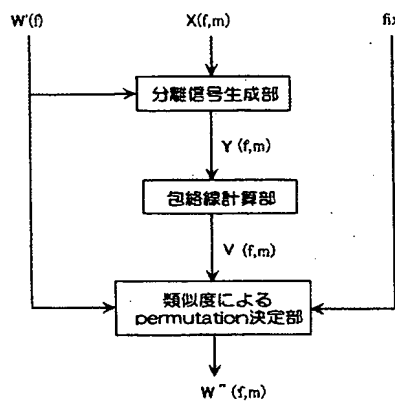 W'(f)
X(f,m)
fix
分離信号生成部
Y (f,m)
包絡線計算部
V (f,m)
類似度による
permutation決定部
W~ (f,m)